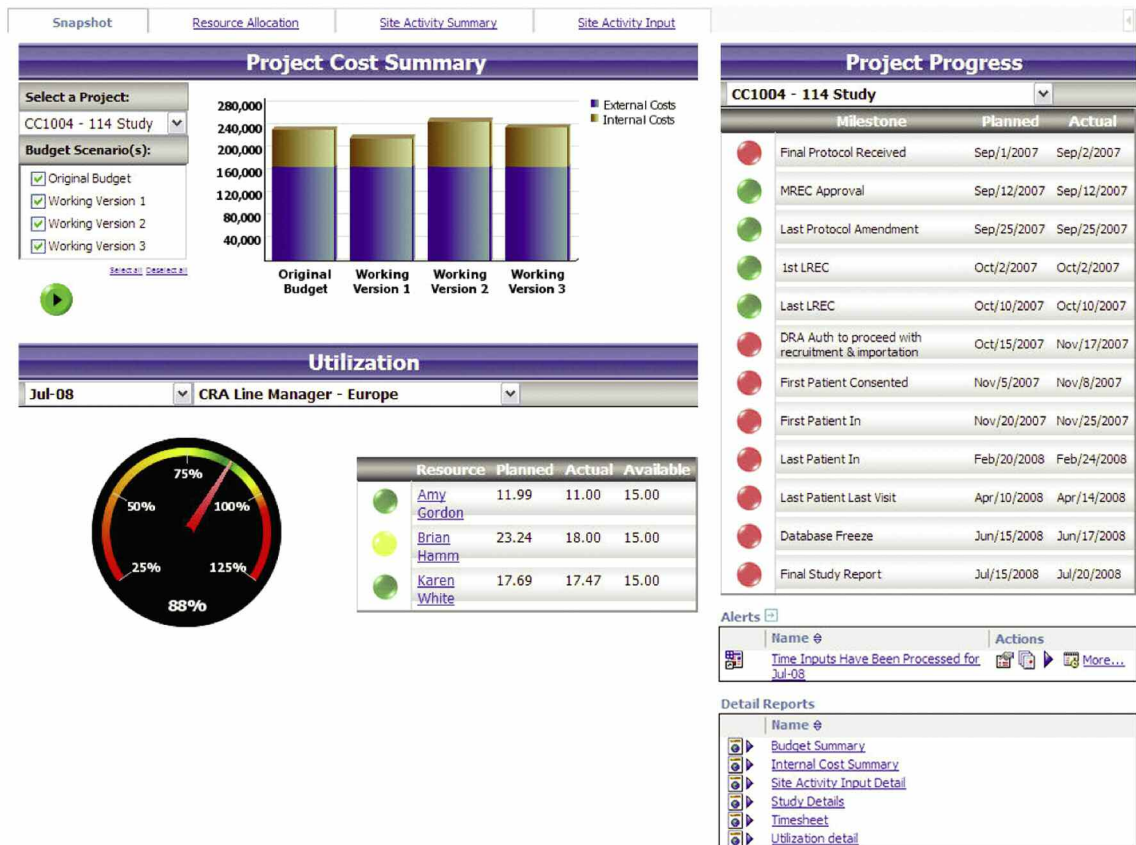 Snapshot
Resource Allocation
Site Activity Summary
Site Activity Input
Project Cost Summary
Select a Project:
CC1004 - 114 Study
Budget Scenario(s):
Original Budget
Working Version 1
Working Version 2
Working Version 3
Select all Deselect all
280,000
240,000
200,000
160,000
120,000
80,000
40,000
Original Budget
Working Version 1
Working Version 2
Working Version 3
External Costs
Internal Costs
Utilization
Jul-08 CRA Line Manager - Europe
25%
50%
75%
100%
125%
88%
Resource Planned Actual Available
Amy Gordon 11.99 11.00 15.00
Brian Hamm 23.24 18.00 15.00
Karen White 17.69 17.47 15.00
Project Progress
CC1004 - 114 Study
Milestone Planned Actual
Final Protocol Received Sep/1/2007 Sep/2/2007
MREC Approval Sep/12/2007 Sep/12/2007
Last Protocol Amendment Sep/25/2007 Sep/25/2007
1st LREC Oct/2/2007 Oct/2/2007
Last LREC Oct/10/2007 Oct/10/2007
DRA Auth to proceed with
recruitment & importation Oct/15/2007 Nov/17/2007
First Patient Consented Nov/5/2007 Nov/8/2007
First Patient In Nov/20/2007 Nov/25/2007
Last Patient In Feb/20/2008 Feb/24/2008
Last Patient Last Visit Apr/10/2008 Apr/14/2008
Database Freeze Jun/15/2008 Jun/17/2008
Final Study Report Jul/15/2008 Jul/20/2008
Alerts
Name Actions
Time Inputs Have Been Processed for
Jul-08
More...
Detail Reports
Name
Budget Summary
Internal Cost Summary
Site Activity Input Detail
Study Details
Timesheet
Utilization detail